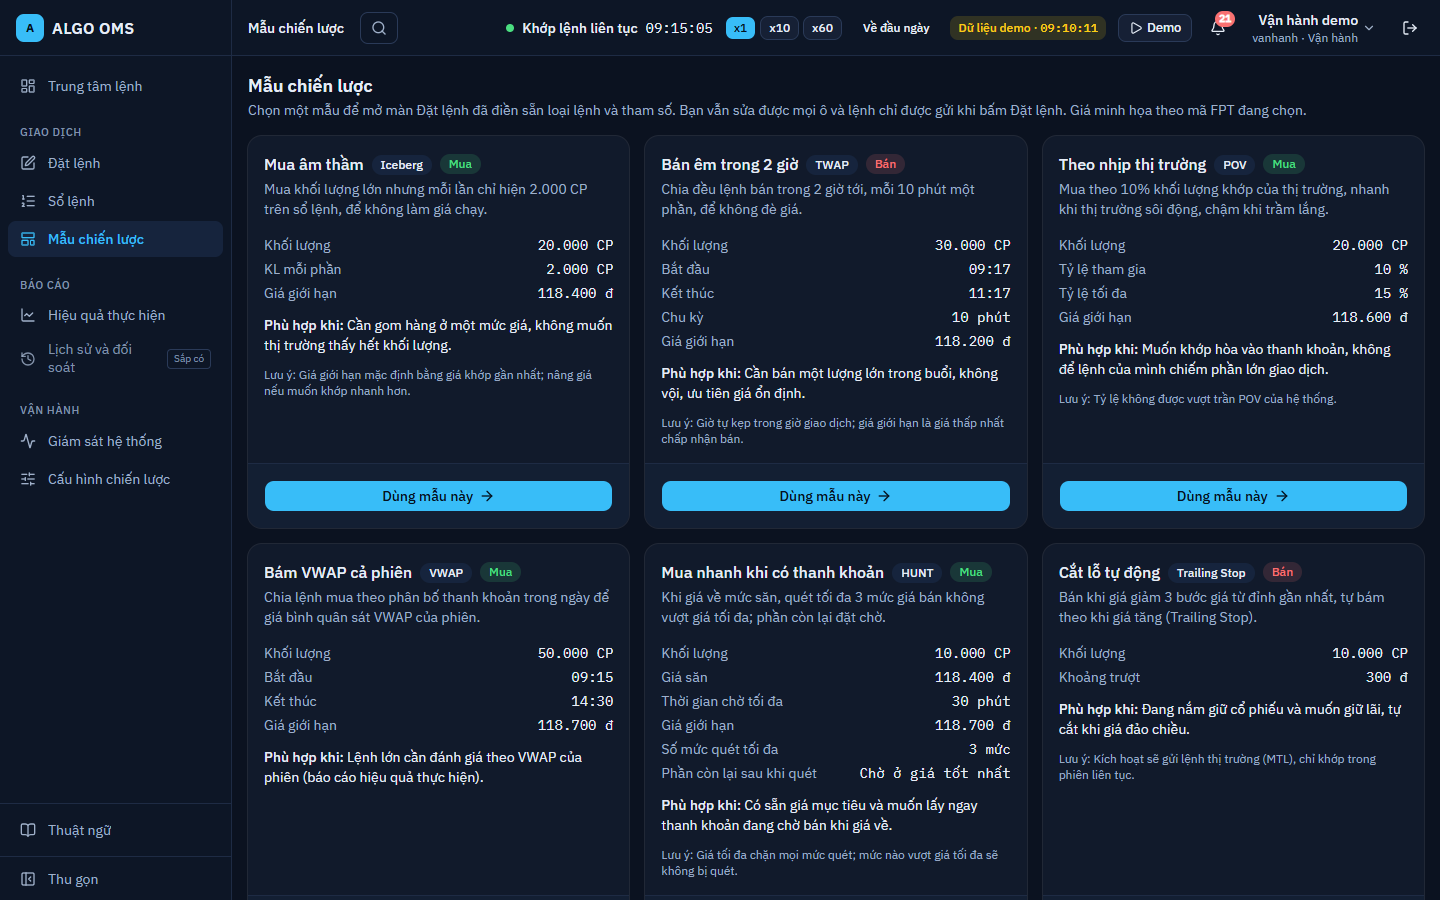 A ALGO OMS
Mẫu chiến lược
Khớp lệnh liên tục 09:15:05
x1 x10 x60
Về đầu ngày
Dữ liệu demo · 09:10:11
Demo
21
Vận hành demo
vanhanh · Vận hành
Trung tâm lệnh
GIAO DỊCH
Đặt lệnh
Sổ lệnh
Mẫu chiến lược
BÁO CÁO
Hiệu quả thực hiện
Lịch sử và đối soát
Sắp có
VẬN HÀNH
Giám sát hệ thống
Cấu hình chiến lược
Thuật ngữ
Thu gọn
Mẫu chiến lược
Chọn một mẫu để mở màn Đặt lệnh đã điền sẵn loại lệnh và tham số. Bạn vẫn sửa được mọi ô và lệnh chỉ được gửi khi bấm Đặt lệnh. Giá minh họa theo mã FPT đang chọn.
Mua âm thầm Iceberg Mua
Mua khối lượng lớn nhưng mỗi lần chỉ hiện 2.000 CP
trên sổ lệnh, để không làm giá chạy.
Khối lượng 20.000 CP
KL mỗi phần 2.000 CP
Giá giới hạn 118.400 đ
Phù hợp khi: Cần gom hàng ở một mức giá, không muốn
thị trường thấy hết khối lượng.
Lưu ý: Giá giới hạn mặc định bằng giá khớp gần nhất; nâng giá
nếu muốn khớp nhanh hơn.
Dùng mẫu này →
Bán êm trong 2 giờ TWAP Bán
Chia đều lệnh bán trong 2 giờ tới, mỗi 10 phút một
phần, để không đè giá.
Khối lượng 30.000 CP
Bắt đầu 09:17
Kết thúc 11:17
Chu kỳ 10 phút
Giá giới hạn 118.200 đ
Phù hợp khi: Cần bán một lượng lớn trong buổi, không
vội, ưu tiên giá ổn định.
Lưu ý: Giờ tự kẹp trong giờ giao dịch; giá giới hạn là giá thấp nhất
chấp nhận bán.
Dùng mẫu này →
Theo nhịp thị trường POV Mua
Mua theo 10% khối lượng khớp của thị trường, nhanh
khi thị trường sôi động, chậm khi trầm lắng.
Khối lượng 20.000 CP
Tỷ lệ tham gia 10 %
Tỷ lệ tối đa 15 %
Giá giới hạn 118.600 đ
Phù hợp khi: Muốn khớp hòa vào thanh khoản, không
để lệnh của mình chiếm phần lớn giao dịch.
Lưu ý: Tỷ lệ không được vượt trần POV của hệ thống.
Dùng mẫu này →
Bám VWAP cả phiên VWAP Mua
Chia lệnh mua theo phân bố thanh khoản trong ngày để
giá bình quân sát VWAP của phiên.
Khối lượng 50.000 CP
Bắt đầu 09:15
Kết thúc 14:30
Giá giới hạn 118.700 đ
Phù hợp khi: Lệnh lớn cần đánh giá theo VWAP của
phiên (báo cáo hiệu quả thực hiện).
Mua nhanh khi có thanh khoản HUNT Mua
Khi giá về mức săn, quét tối đa 3 mức giá bán không
vượt giá tối đa; phần còn lại đặt chờ.
Khối lượng 10.000 CP
Giá săn 118.400 đ
Thời gian chờ tối đa 30 phút
Giá giới hạn 118.700 đ
Số mức quét tối đa 3 mức
Phần còn lại sau khi quét Chờ ở giá tốt nhất
Phù hợp khi: Có sẵn giá mục tiêu và muốn lấy ngay
thanh khoản đang chờ bán khi giá về.
Lưu ý: Giá tối đa chặn mọi mức quét; mức nào vượt giá tối đa sẽ
không bị quét.
Cắt lỗ tự động Trailing Stop Bán
Bán khi giá giảm 3 bước giá từ đỉnh gần nhất, tự bám
theo khi giá tăng (Trailing Stop).
Khối lượng 10.000 CP
Khoảng trượt 300 đ
Phù hợp khi: Đang nắm giữ cổ phiếu và muốn giữ lãi, tự
cắt khi giá đảo chiều.
Lưu ý: Kích hoạt sẽ gửi lệnh thị trường (MTL), chỉ khớp trong
phiên liên tục.